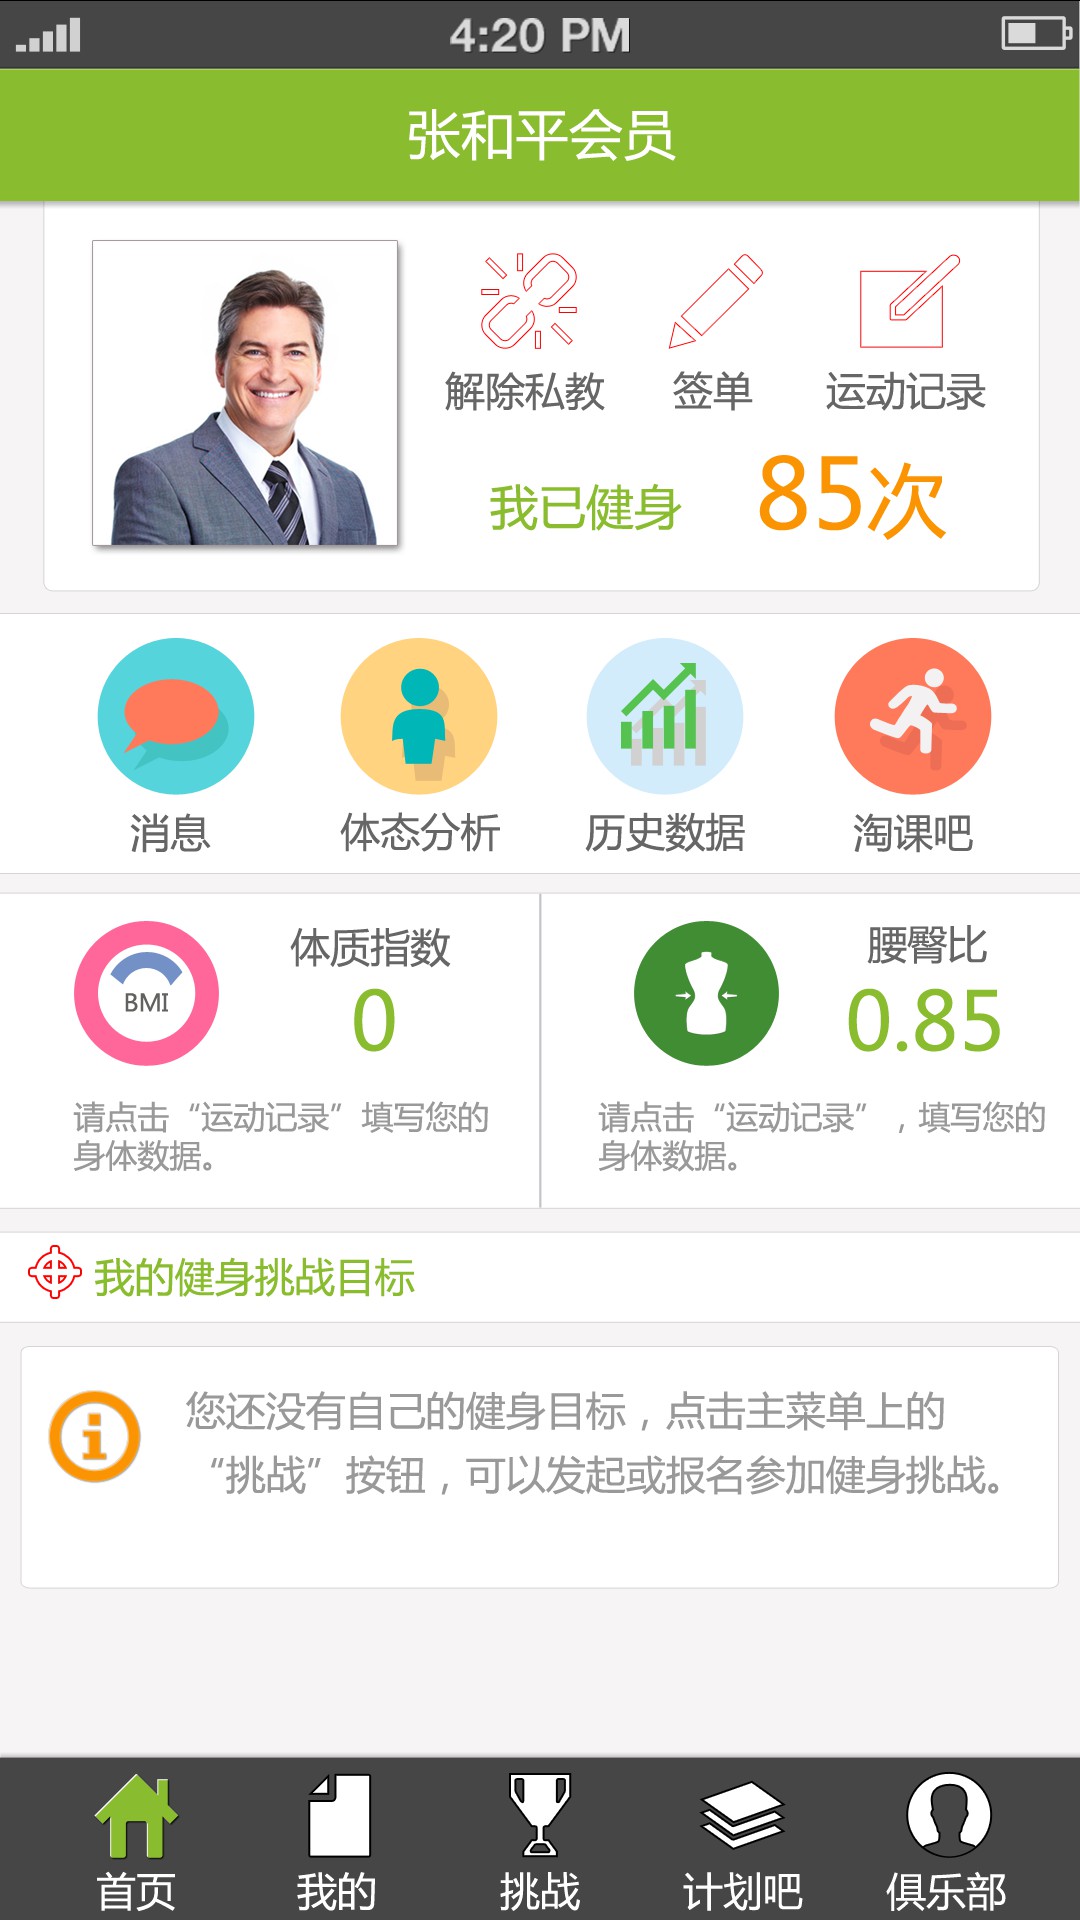 4:20 PM
张和平会员
解除私教
签单
运动记录
我已健身 85次
消息
体态分析
历史数据
淘课吧
BMI
体质指数
0
请点击“运动记录”填写您的
身体数据。
腰臀比
0.85
请点击“运动记录”，填写您的
身体数据。
我的健身挑战目标
您还没有自己的健身目标，点击主菜单上的
“挑战”按钮，可以发起或报名参加健身挑战。
首页
我的
挑战
计划吧
俱乐部